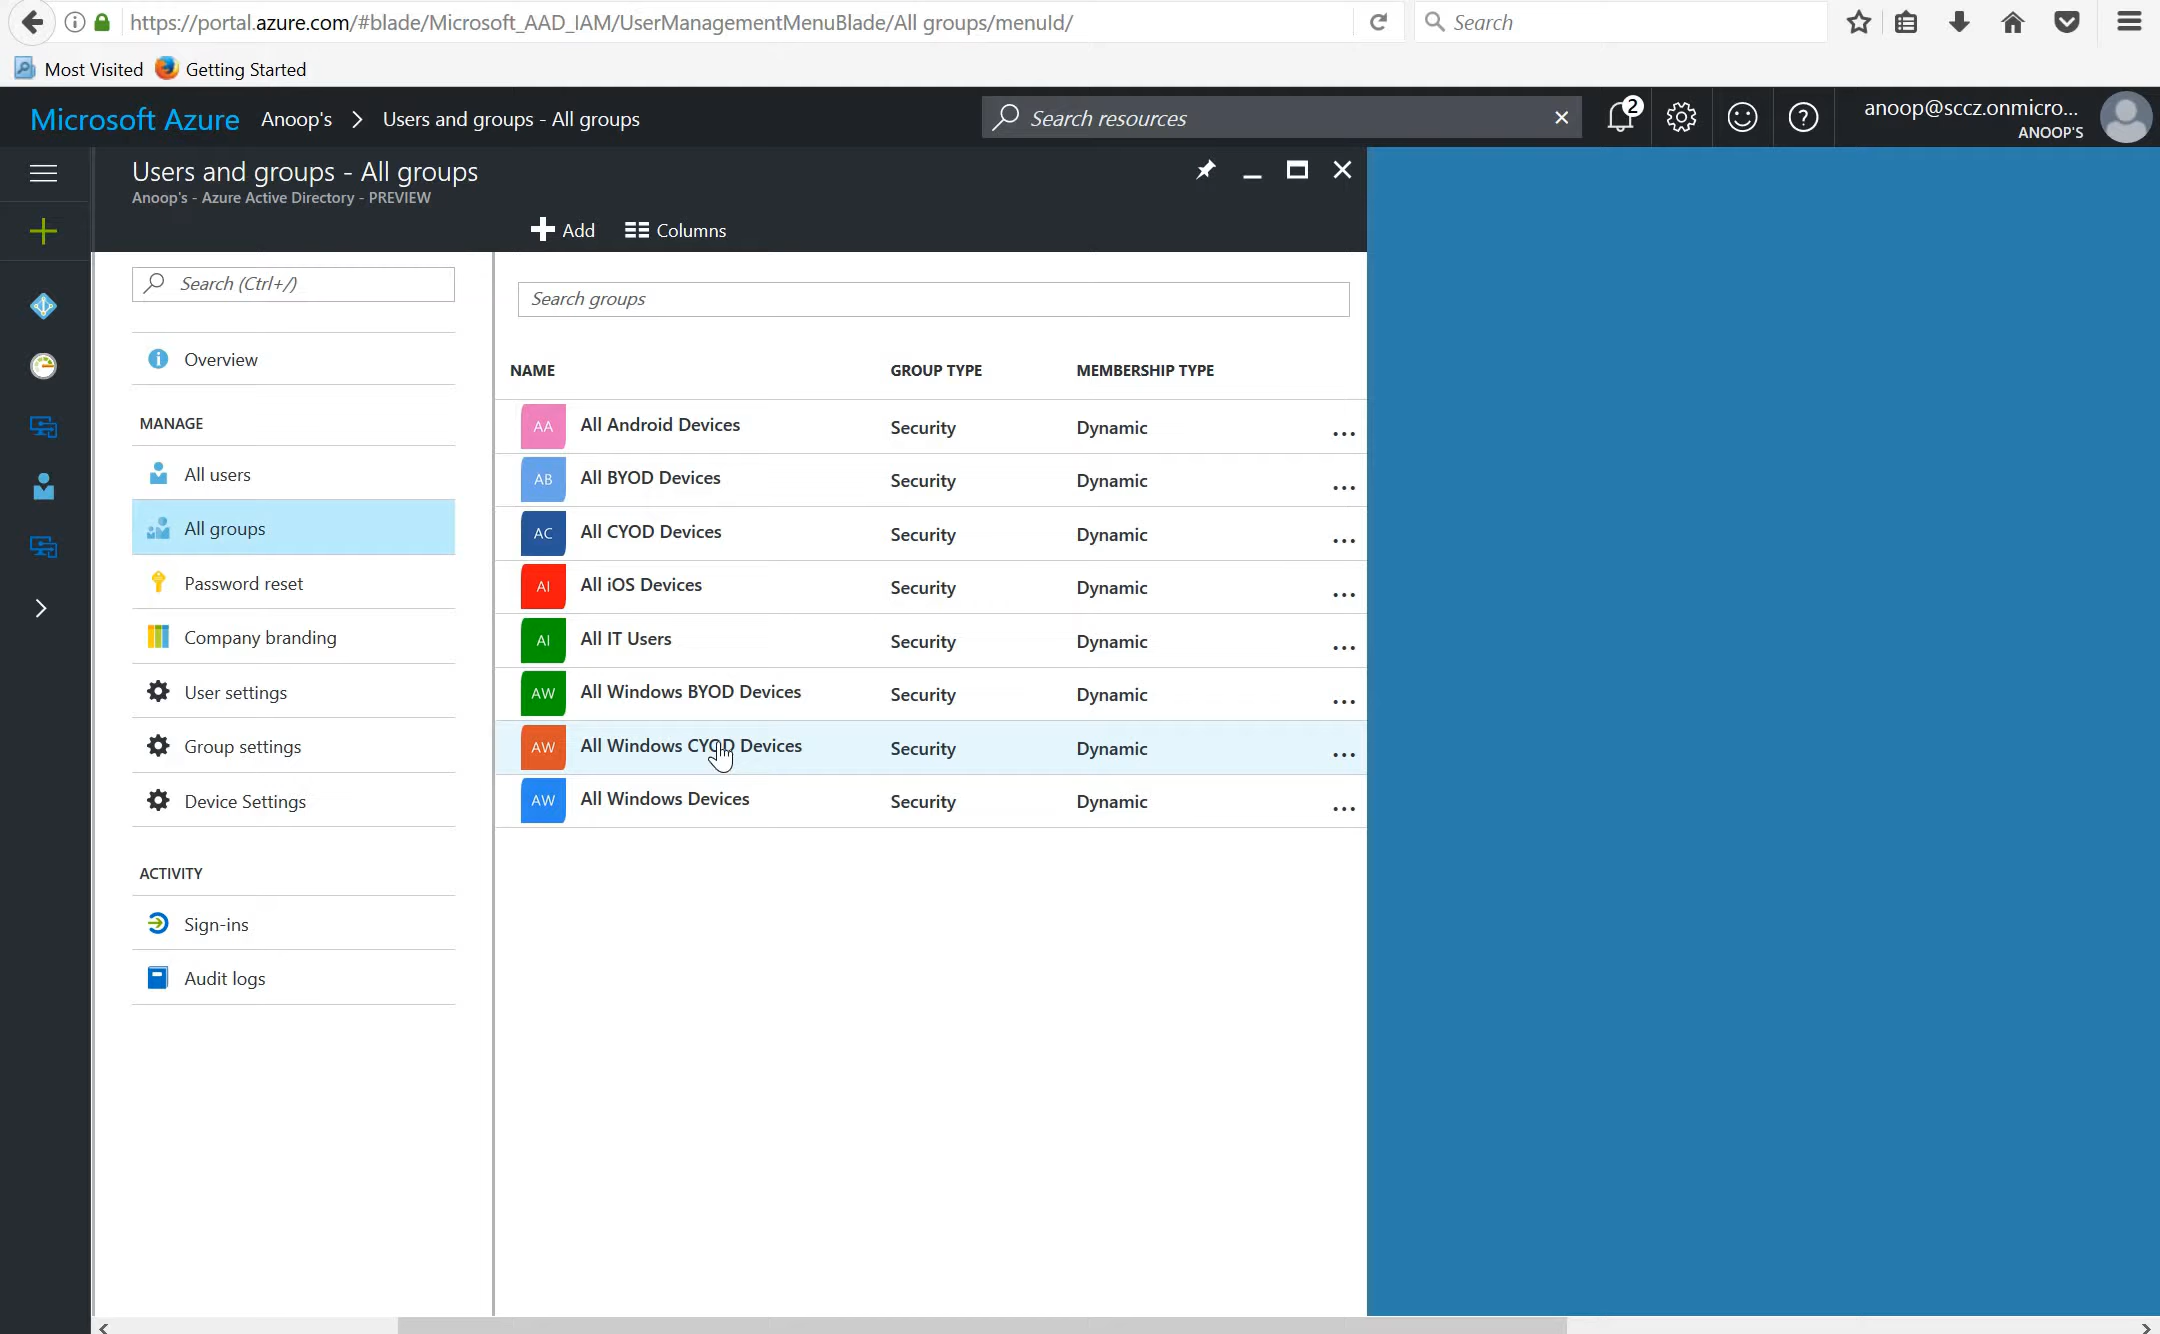 https://portal.azure.com/#blade/Microsoft_AAD_IAM/UserManagementMenuBlade/All groups/menuId/
Search
Most Visited
Getting Started
Microsoft Azure
Anoop's
Users and groups - All groups
Search resources
2
anoop@sccz.onmicro...
ANOOP'S
Users and groups - All groups
Anoop's - Azure Active Directory - PREVIEW
Add
Columns
Search (Ctrl+/)
Overview
MANAGE
All users
All groups
Password reset
Company branding
User settings
Group settings
Device Settings
ACTIVITY
Sign-ins
Audit logs
Search groups
NAME GROUP TYPE MEMBERSHIP TYPE
AA All Android Devices Security Dynamic ...
AB All BYOD Devices Security Dynamic ...
AC All CYOD Devices Security Dynamic ...
AI All iOS Devices Security Dynamic ...
AI All IT Users Security Dynamic ...
AW All Windows BYOD Devices Security Dynamic ...
AW All Windows CYOD Devices Security Dynamic ...
AW All Windows Devices Security Dynamic ...